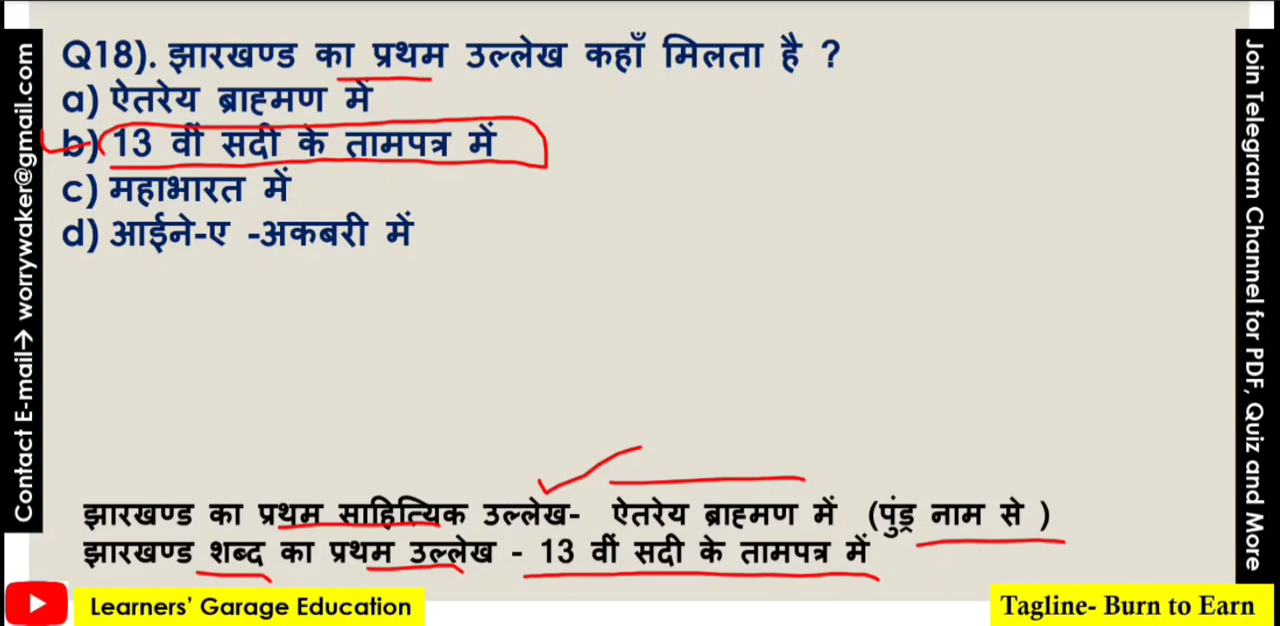 Q18). झारखण्ड का प्रथम उल्लेख कहाँ मिलता है ?
a) ऐतरेय ब्राह्मण में
b) 13 वीं सदी के तामपत्र में
c) महाभारत में
d) आईने-ए -अकबरी में
झारखण्ड का प्रथम साहित्यिक उल्लेख- ऐतरेय ब्राह्मण में (पुंड्र नाम से )
झारखण्ड शब्द का प्रथम उल्लेख - 13 वीं सदी के तामपत्र में
Learners’ Garage Education
Tagline- Burn to Earn
Contact E-mail→ worrywaker@gmail.com
Join Telegram Channel for PDF, Quiz and More